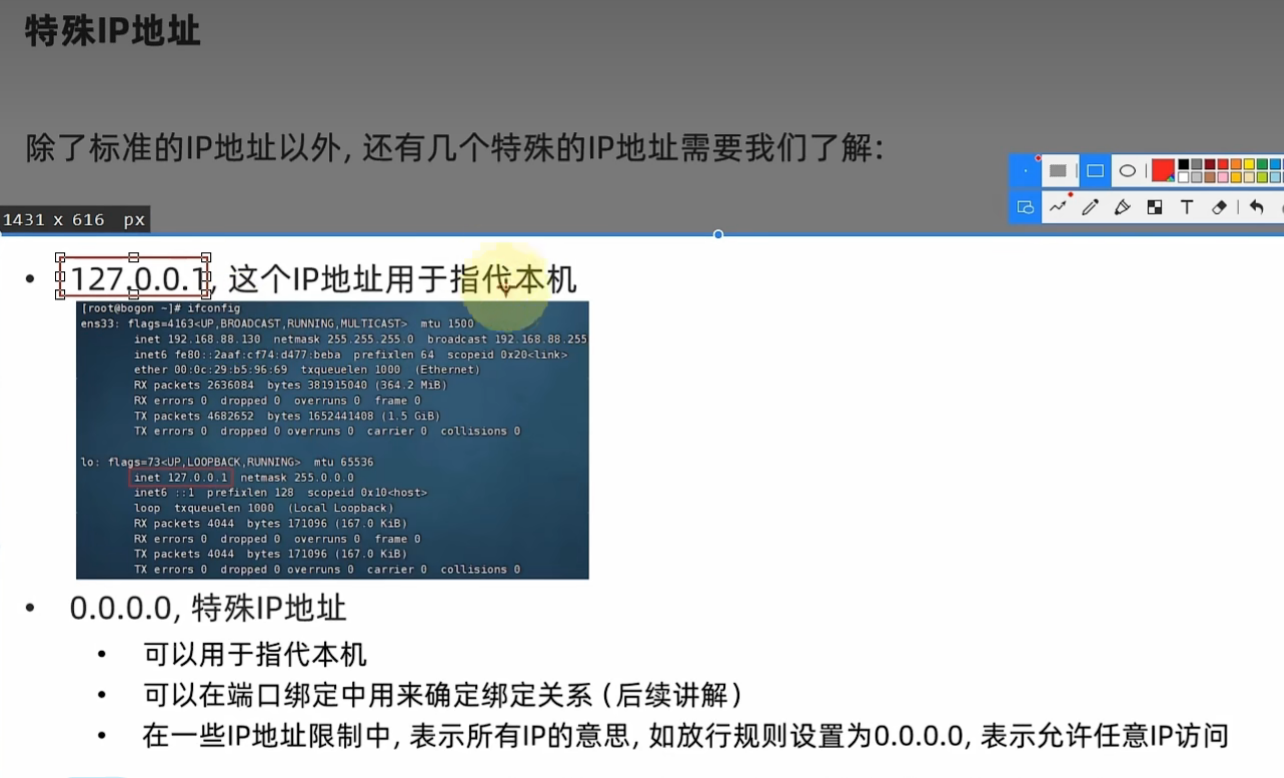 特殊IP地址
除了标准的IP地址以外, 还有几个特殊的IP地址需要我们了解:
1431 x 616 px
T
• 127.0.0.1, 这个IP地址用于指代本机
[root@bogon ~]# ifconfig
ens33: flags=4163<UP,BROADCAST,RUNNING,MULTICAST> mtu 1500
inet 192.168.88.130 netmask 255.255.255.0 broadcast 192.168.88.255
inet6 fe80::2aaf:cf74:d477:beba prefixlen 64 scopeid 0x20<link>
ether 00:0c:29:b5:96:69 txqueuelen 1000 (Ethernet)
RX packets 2636084 bytes 381915040 (364.2 MiB)
RX errors 0 dropped 0 overruns 0 frame 0
TX packets 4682652 bytes 1652441408 (1.5 GiB)
TX errors 0 dropped 0 overruns 0 carrier 0 collisions 0
lo: flags=73<UP,LOOPBACK,RUNNING> mtu 65536
inet 127.0.0.1 netmask 255.0.0.0
inet6 ::1 prefixlen 128 scopeid 0x10<host>
loop txqueuelen 1000 (Local Loopback)
RX packets 4044 bytes 171096 (167.0 KiB)
RX errors 0 dropped 0 overruns 0 frame 0
TX packets 4044 bytes 171096 (167.0 KiB)
TX errors 0 dropped 0 overruns 0 carrier 0 collisions 0
• 0.0.0.0, 特殊IP地址
• 可以用于指代本机
• 可以在端口绑定中用来确定绑定关系（后续讲解）
• 在一些IP地址限制中, 表示所有IP的意思, 如放行规则设置为0.0.0.0, 表示允许任意IP访问